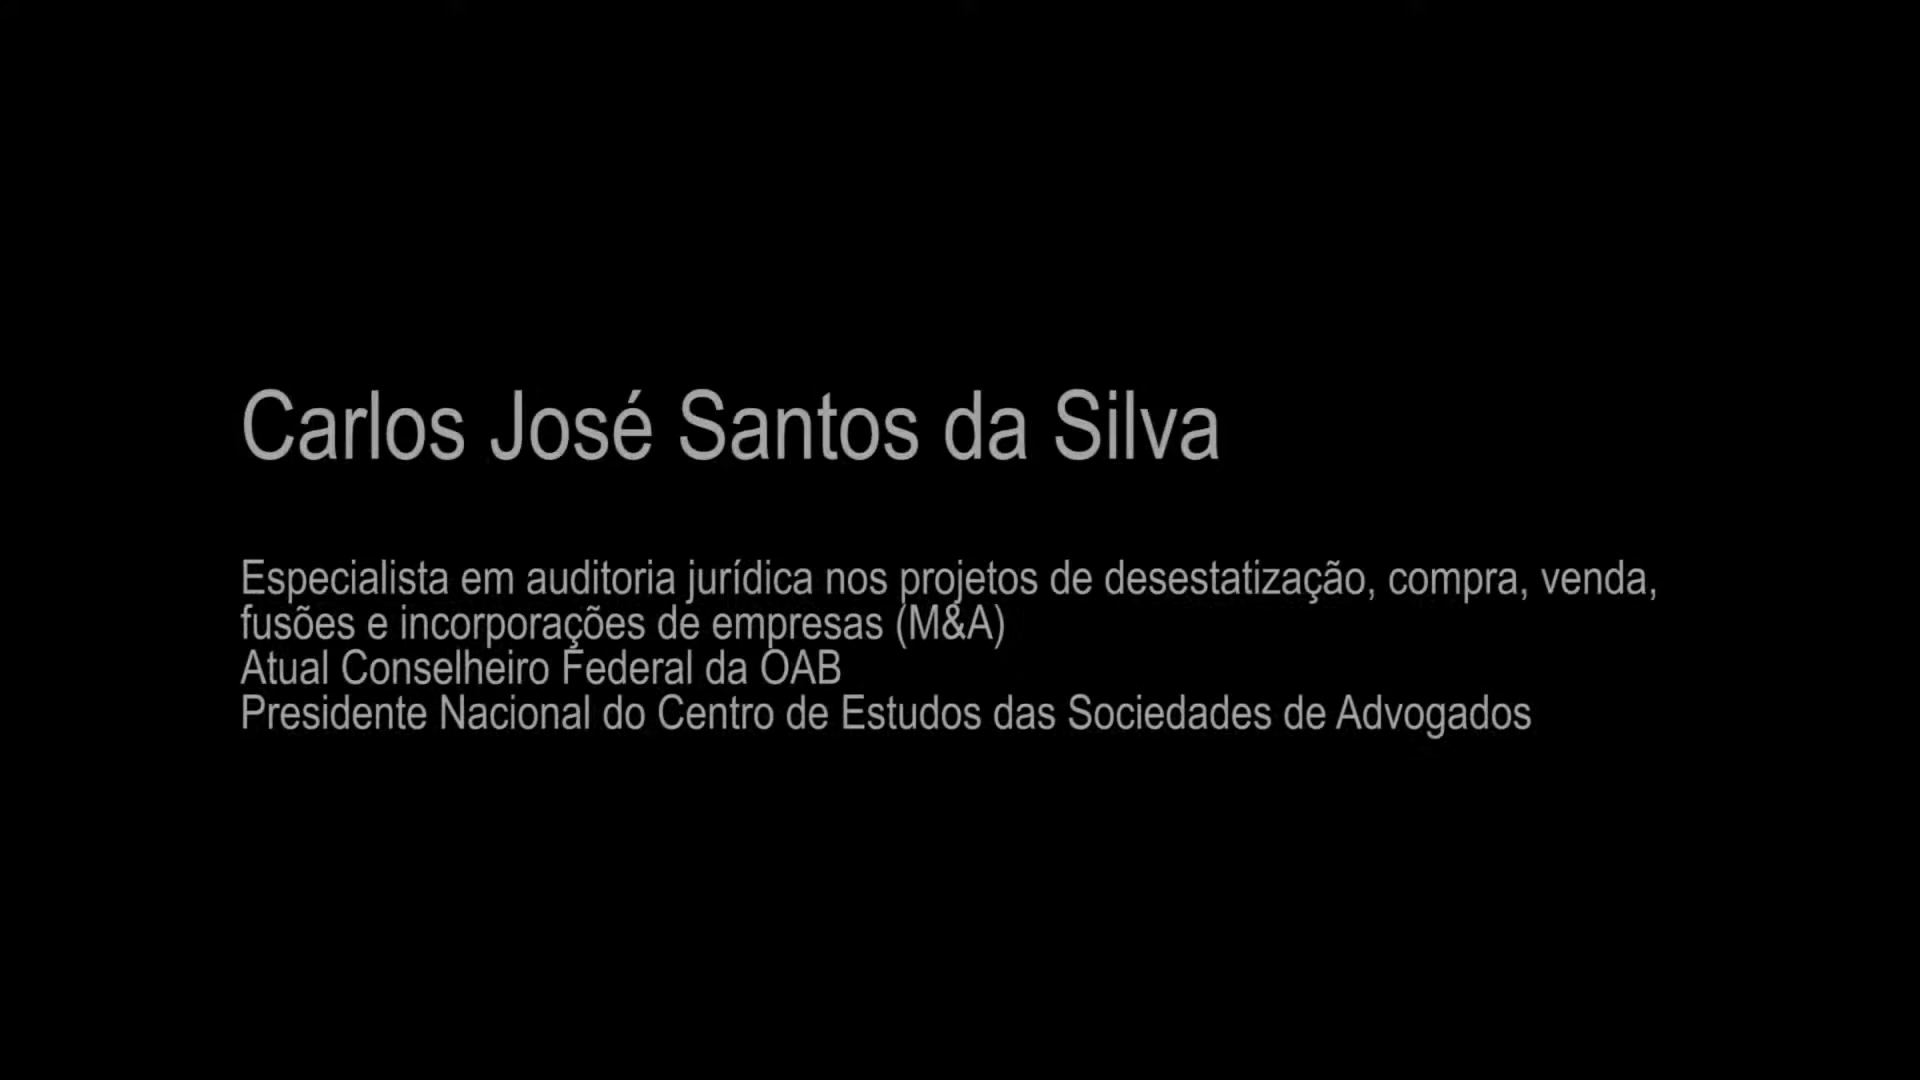 Carlos José Santos da Silva
Especialista em auditoria jurídica nos projetos de desestatização, compra, venda,
fusões e incorporações de empresas (M&A)
Atual Conselheiro Federal da OAB
Presidente Nacional do Centro de Estudos das Sociedades de Advogados